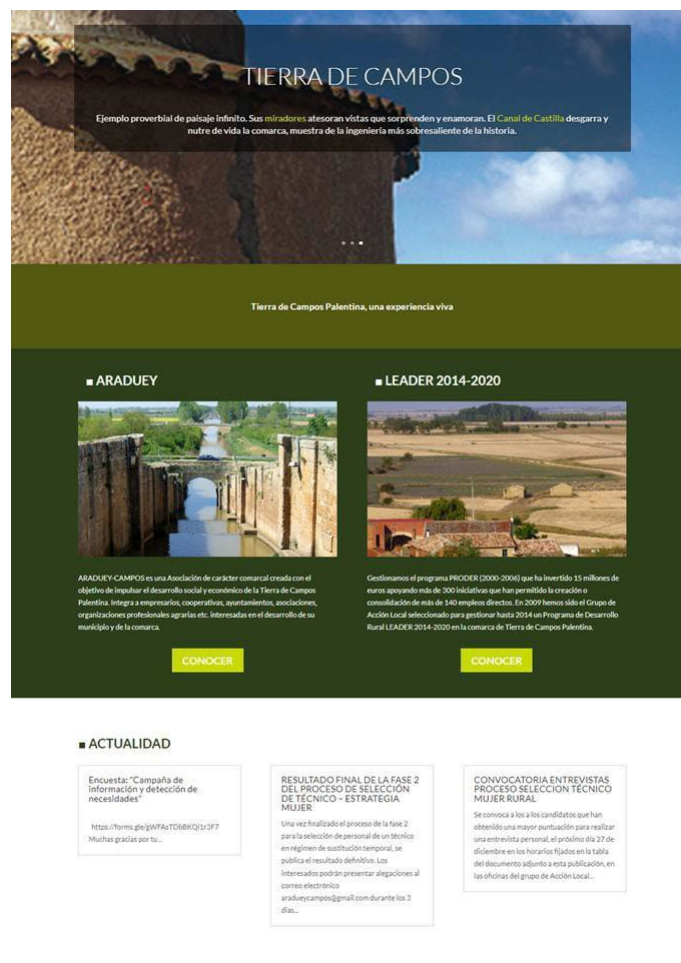 TIERRA DE CAMPOS
Ejemplo proverbial de paisaje infinito. Sus miradores atesoran vistas que sorprenden y enamoran. El Canal de Castilla desgarra y
nutre de vida la comarca, muestra de la ingeniería más sobresaliente de la historia.
Tierra de Campos Palentina, una experiencia viva
ARADUEY
ARADUEY-CAMPOS es una Asociación de carácter comarcal creada con el
objetivo de impulsar el desarrollo social y económico de la Tierra de Campos
Palentina. Integra a empresarios, cooperativas, ayuntamientos, asociaciones,
organizaciones profesionales agrarias etc. interesadas en el desarrollo de su
municipio y de la comarca.
CONOCER
LEADER 2014-2020
Gestionamos el programa PRODER (2000-2006) que ha invertido 15 millones de
euros apoyando más de 300 iniciativas que han permitido la creación o
consolidación de más de 140 empleos directos. En 2009 hemos sido el Grupo de
Acción Local seleccionado para gestionar hasta 2014 un Programa de Desarrollo
Rural LEADER 2014-2020 en la comarca de Tierra de Campos Palentina.
CONOCER
ACTUALIDAD
Encuesta: "Campaña de
información y detección de
necesidades"
https://forms.gle/gWFAsTDbBKQi1r3F7
Muchas gracias por tu...
RESULTADO FINAL DE LA FASE 2
DEL PROCESO DE SELECCIÓN
DE TÉCNICO – ESTRATEGIA
MUJER
Una vez finalizado el proceso de la fase 2
para la selección de personal de un técnico
en régimen de sustitución temporal, se
publica el resultado definitivo. Los
interesados podrán presentar alegaciones al
correo electrónico
aradueycampos@gmail.com durante los 3
días...
CONVOCATORIA ENTREVISTAS
PROCESO SELECCION TÉCNICO
MUJER RURAL
Se convoca a los a los candidatos que han
obtenido una mayor puntuación para realizar
una entrevista personal, el próximo día 27 de
diciembre en los horarios fijados en la tabla
del documento adjunto a esta publicación, en
las oficinas del grupo de Acción Local...